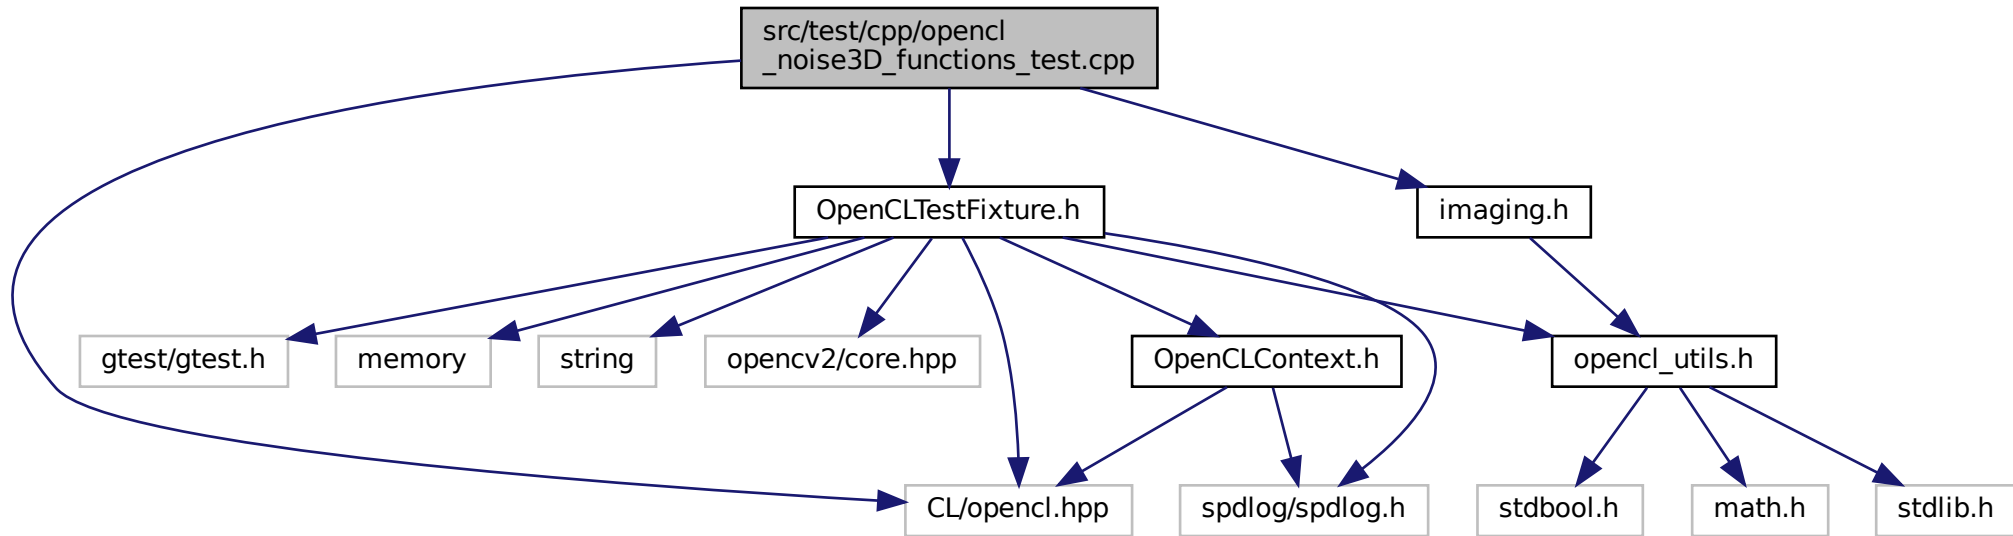 src/test/cpp/opencl
_noise3D_functions_test.cpp
OpenCLTestFixture.h
imaging.h
gtest/gtest.h
memory
string
opencv2/core.hpp
OpenCLContext.h
opencl_utils.h
CL/opencl.hpp
spdlog/spdlog.h
stdbool.h
math.h
stdlib.h